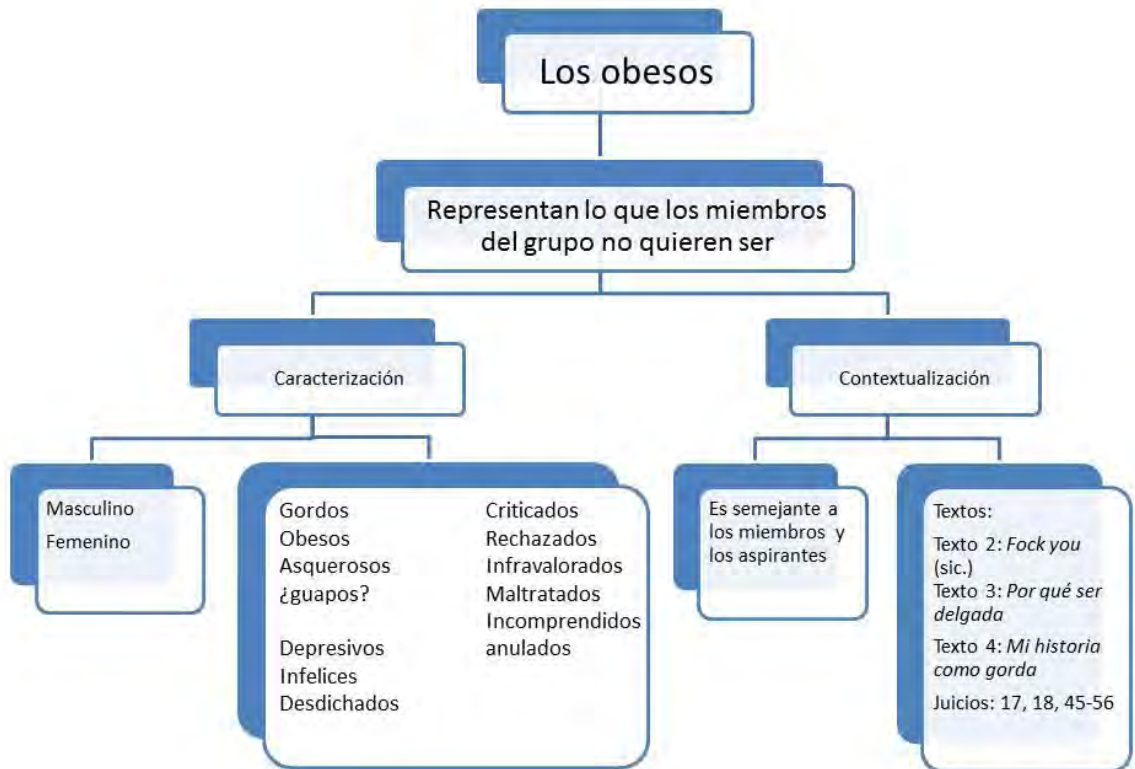 Los obesos
Representan lo que los miembros
del grupo no quieren ser
Caracterización
Contextualización
Masculino
Femenino
Gordos
Obesos
Asquerosos
¿guapos?
Depresivos
Infelices
Desdichados
Criticados
Rechazados
Infravalorados
Maltratados
Incomprendidos
anulados
Es semejante a
los miembros y
los aspirantes
Textos:
Texto 2: Fock you
(sic.)
Texto 3: Por qué ser
delgada
Texto 4: Mi historia
como gorda
Juicios: 17, 18, 45-56